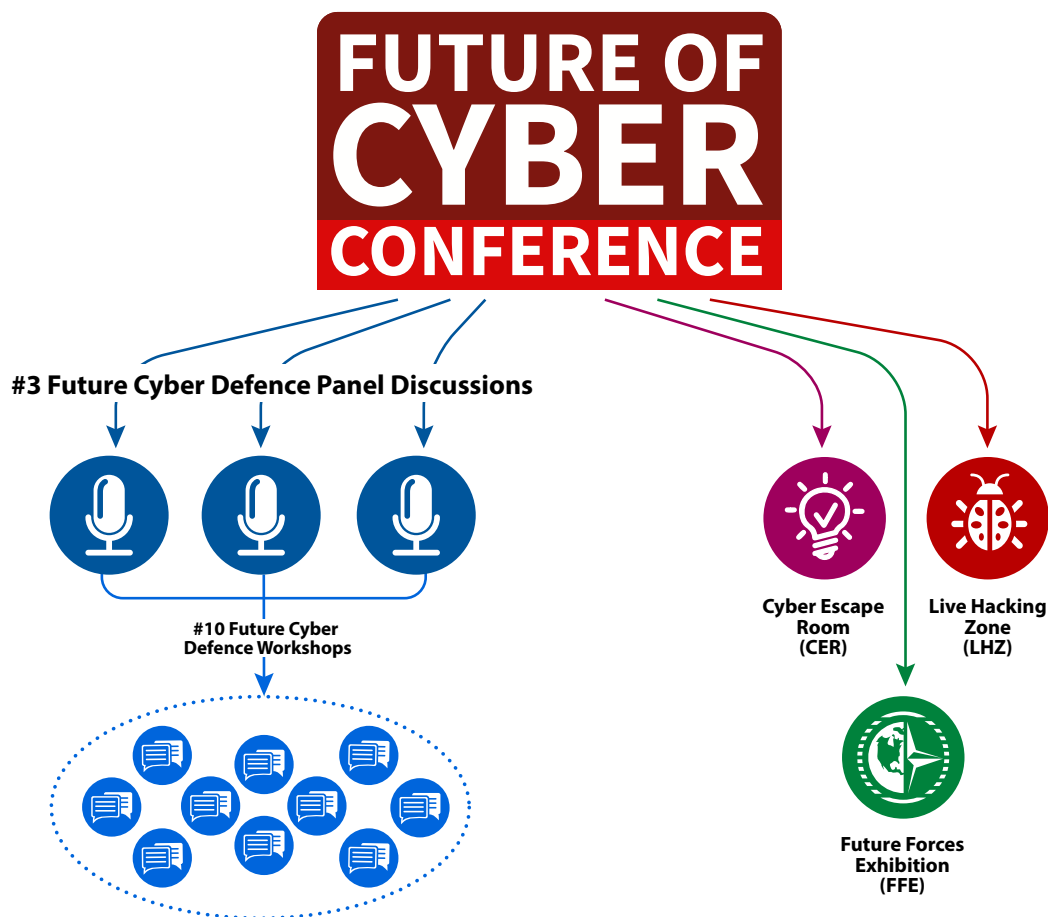 FUTURE OF
CYBER
CONFERENCE
#3 Future Cyber Defence Panel Discussions
#10 Future Cyber
Defence Workshops
Cyber Escape
Room
(CER)
Live Hacking
Zone
(LHZ)
Future Forces
Exhibition
(FFE)